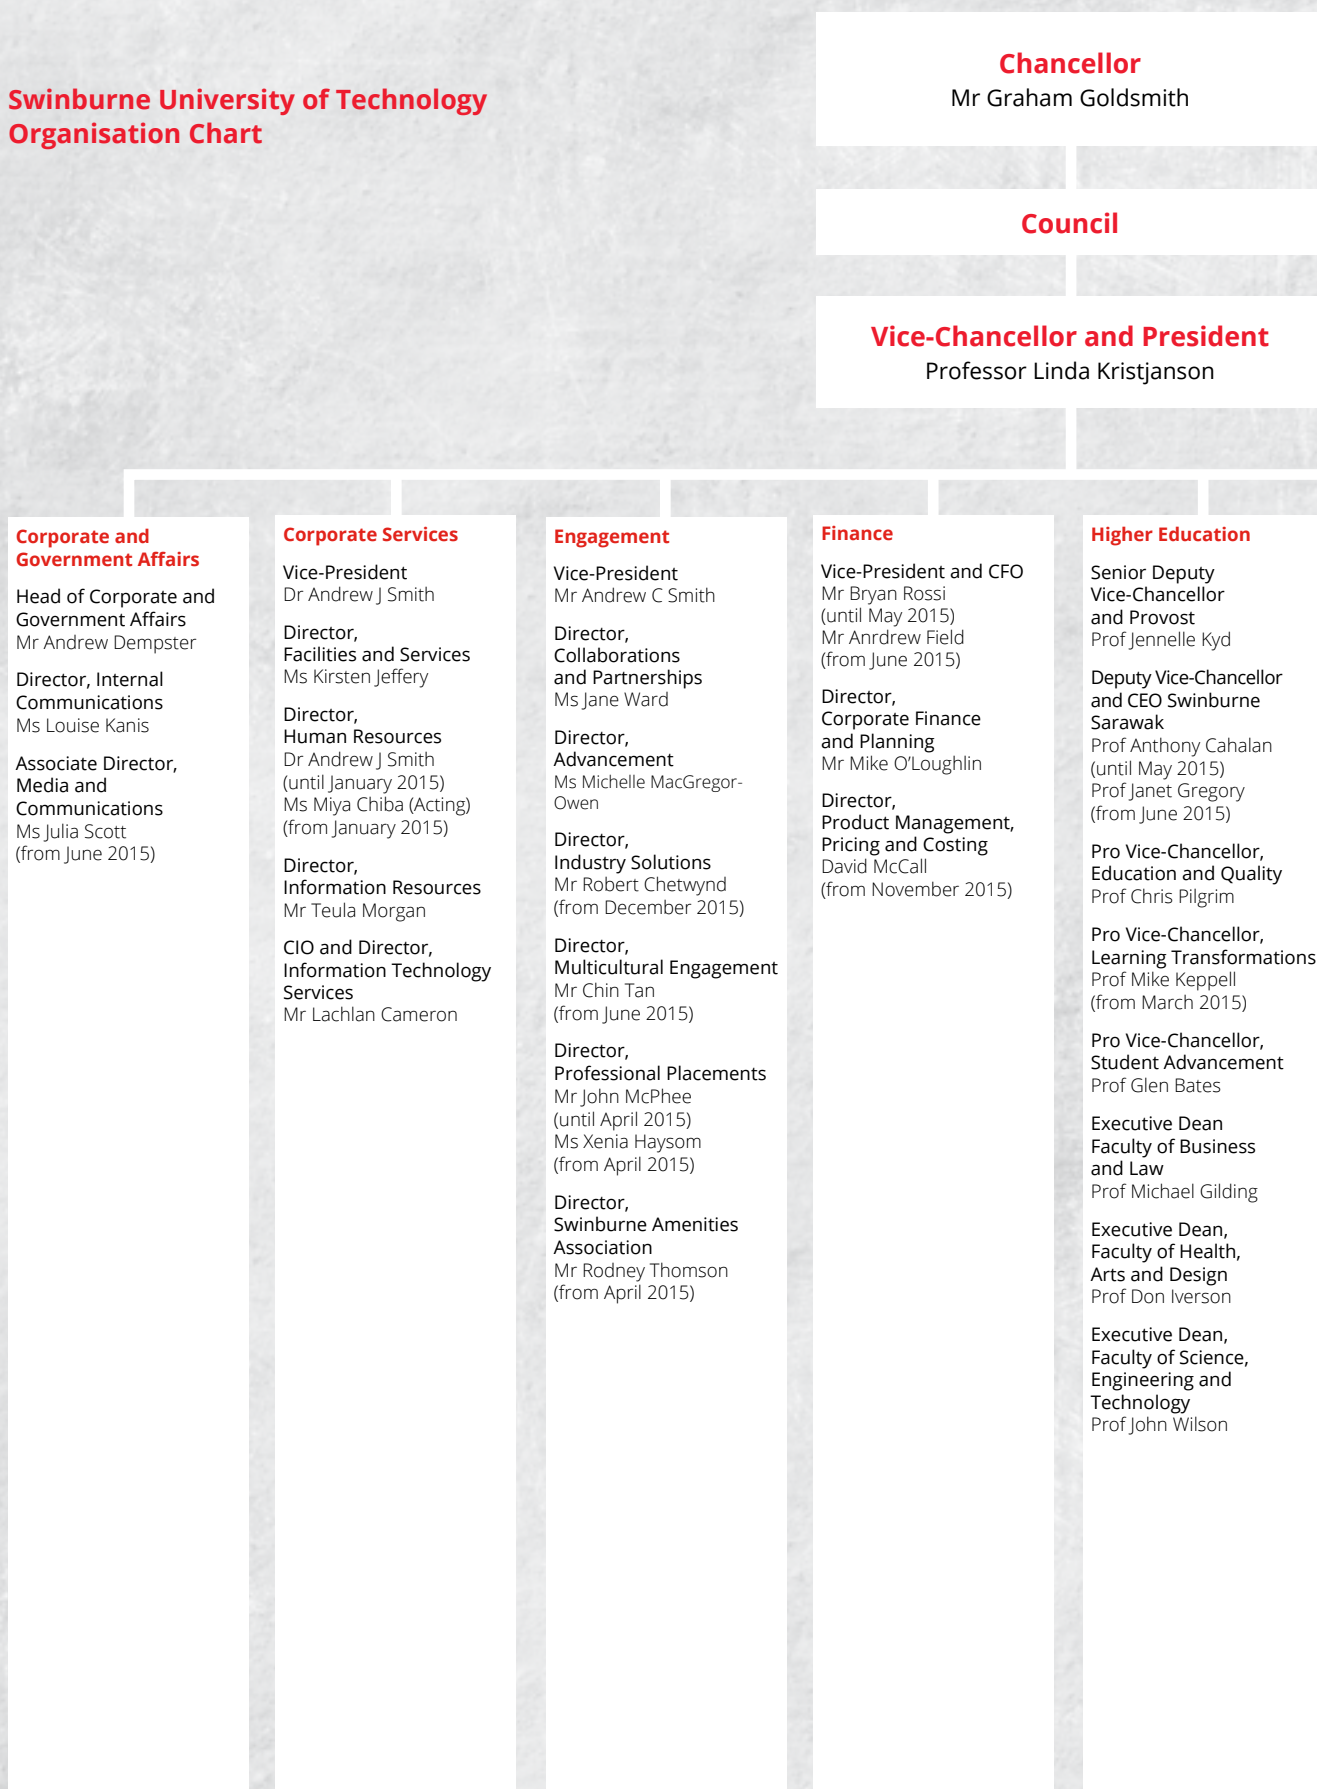 Swinburne University of Technology
Organisation Chart
Chancellor
Mr Graham Goldsmith
Council
Vice-Chancellor and President
Professor Linda Kristjanson
Corporate and
Government Affairs
Head of Corporate and
Government Affairs
Mr Andrew Dempster
Director, Internal
Communications
Ms Louise Kanis
Associate Director,
Media and
Communications
Ms Julia Scott
(from June 2015)
Corporate Services
Vice-President
Dr Andrew J Smith
Director,
Facilities and Services
Ms Kirsten Jeffery
Director,
Human Resources
Dr Andrew J Smith
(until January 2015)
Ms Miya Chiba (Acting)
(from January 2015)
Director,
Information Resources
Mr Teula Morgan
CIO and Director,
Information Technology
Services
Mr Lachlan Cameron
Engagement
Vice-President
Mr Andrew C Smith
Director,
Collaborations
and Partnerships
Ms Jane Ward
Director,
Advancement
Ms Michelle MacGregor-
Owen
Director,
Industry Solutions
Mr Robert Chetwynd
(from December 2015)
Director,
Multicultural Engagement
Mr Chin Tan
(from June 2015)
Director,
Professional Placements
Mr John McPhee
(until April 2015)
Ms Xenia Haysom
(from April 2015)
Director,
Swinburne Amenities
Association
Mr Rodney Thomson
(from April 2015)
Finance
Vice-President and CFO
Mr Bryan Rossi
(until May 2015)
Mr Anrdrew Field
(from June 2015)
Director,
Corporate Finance
and Planning
Mr Mike O’Loughlin
Director,
Product Management,
Pricing and Costing
David McCall
(from November 2015)
Higher Education
Senior Deputy
Vice-Chancellor
and Provost
Prof Jennelle Kyd
Deputy Vice-Chancellor
and CEO Swinburne
Sarawak
Prof Anthony Cahalan
(until May 2015)
Prof Janet Gregory
(from June 2015)
Pro Vice-Chancellor,
Education and Quality
Prof Chris Pilgrim
Pro Vice-Chancellor,
Learning Transformations
Prof Mike Keppell
(from March 2015)
Pro Vice-Chancellor,
Student Advancement
Prof Glen Bates
Executive Dean
Faculty of Business
and Law
Prof Michael Gilding
Executive Dean,
Faculty of Health,
Arts and Design
Prof Don Iverson
Executive Dean,
Faculty of Science,
Engineering and
Technology
Prof John Wilson